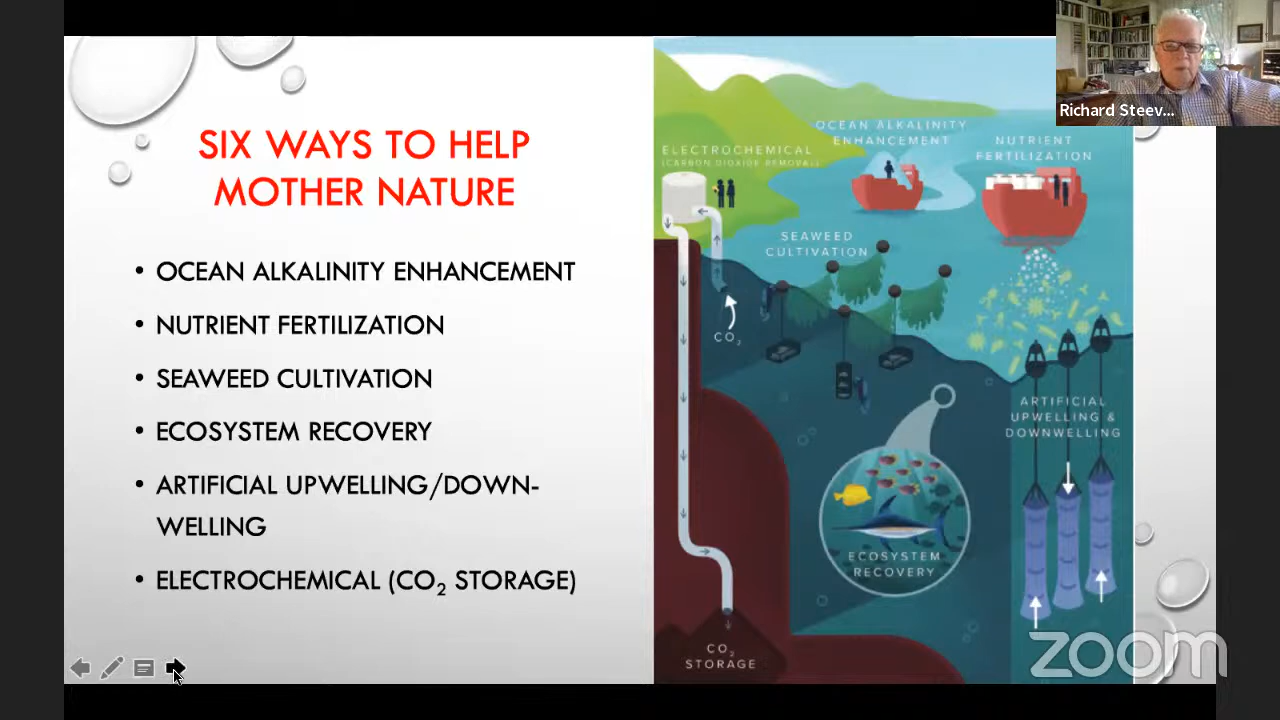 SIX WAYS TO HELP
MOTHER NATURE
• OCEAN ALKALINITY ENHANCEMENT
• NUTRIENT FERTILIZATION
• SEAWEED CULTIVATION
• ECOSYSTEM RECOVERY
• ARTIFICIAL UPWELLING/DOWN-
WELLING
• ELECTROCHEMICAL (CO₂ STORAGE)
ELECTROCHEMICAL
(CARBON DIOXIDE REMOVAL)
OCEAN ALKALINITY
ENHANCEMENT
NUTRIENT
FERTILIZATION
SEAWEED
CULTIVATION
CO₂
ARTIFICIAL
UPWELLING &
DOWNWELLING
ECOSYSTEM
RECOVERY
CO₂
STORAGE
Richard Steev...
zoom